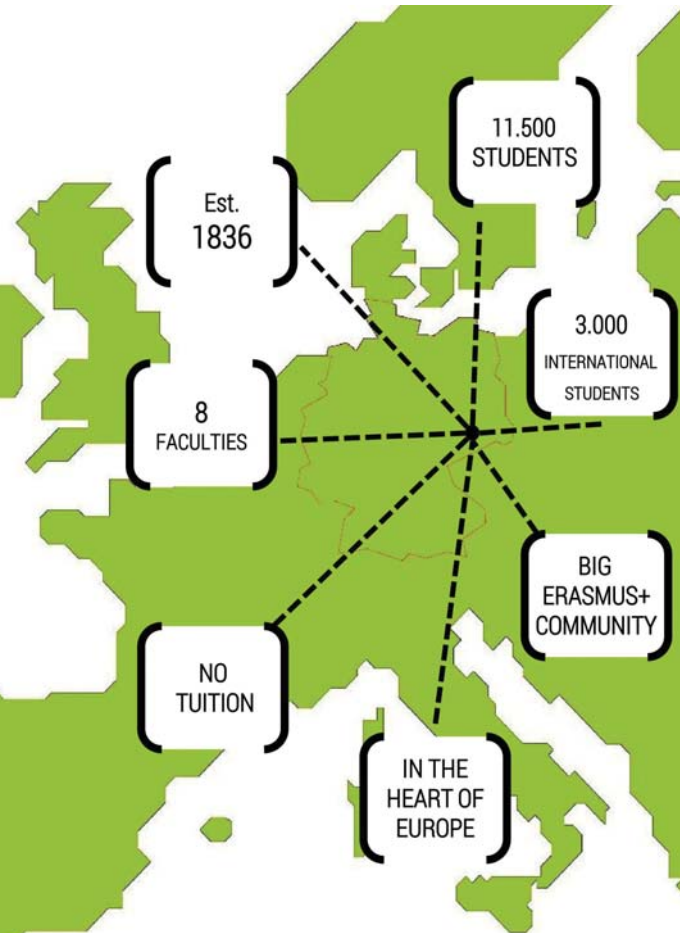 11.500
STUDENTS
Est.
1836
3.000
INTERNATIONAL
STUDENTS
8
FACULTIES
BIG
ERASMUS+
COMMUNITY
NO
TUITION
IN THE
HEART OF
EUROPE